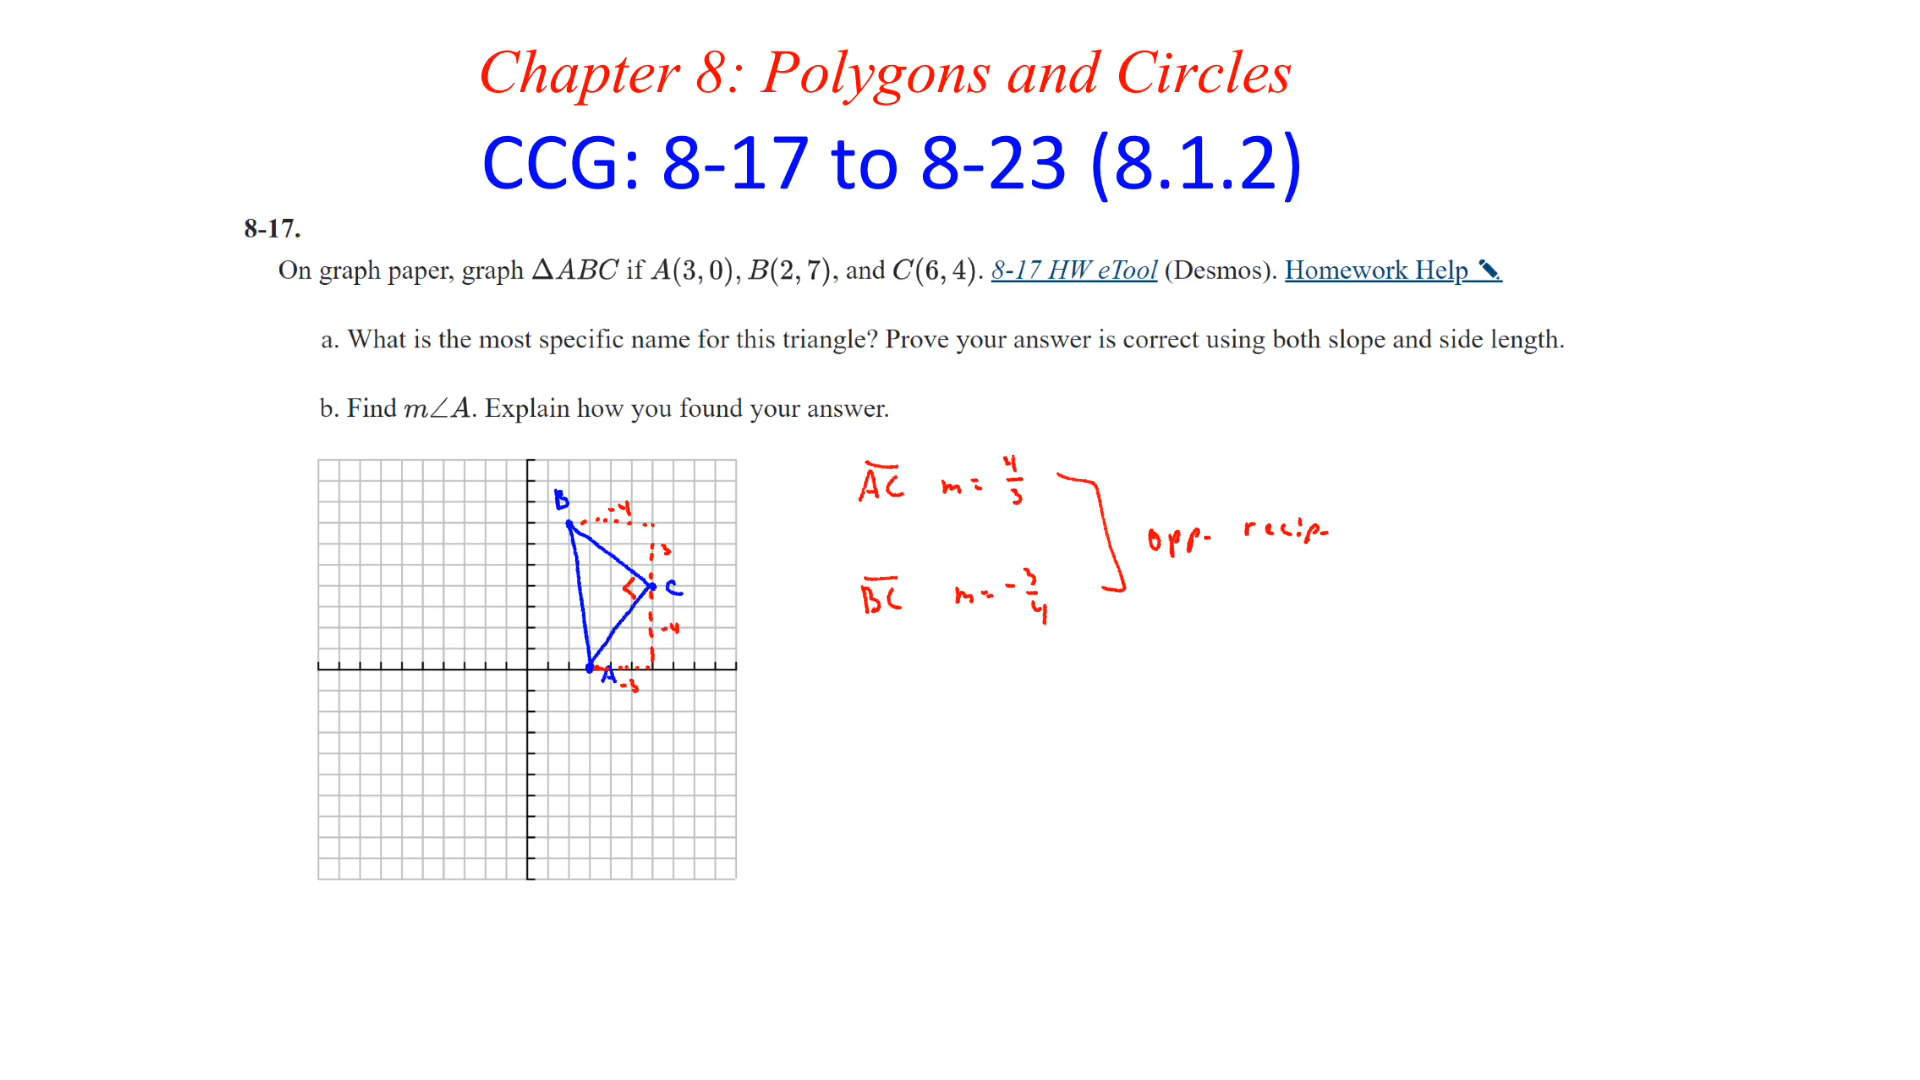 Chapter 8: Polygons and Circles
CCG: 8-17 to 8-23 (8.1.2)
8-17.
On graph paper, graph ΔABC if A(3, 0), B(2, 7), and C(6, 4). 8-17 HW eTool (Desmos). Homework Help ✎
a. What is the most specific name for this triangle? Prove your answer is correct using both slope and side length.
b. Find m∠A. Explain how you found your answer.
B
-4
3
C
-4
A
-3
AC m = 4/3
opp. recip.
BC m = -3/4